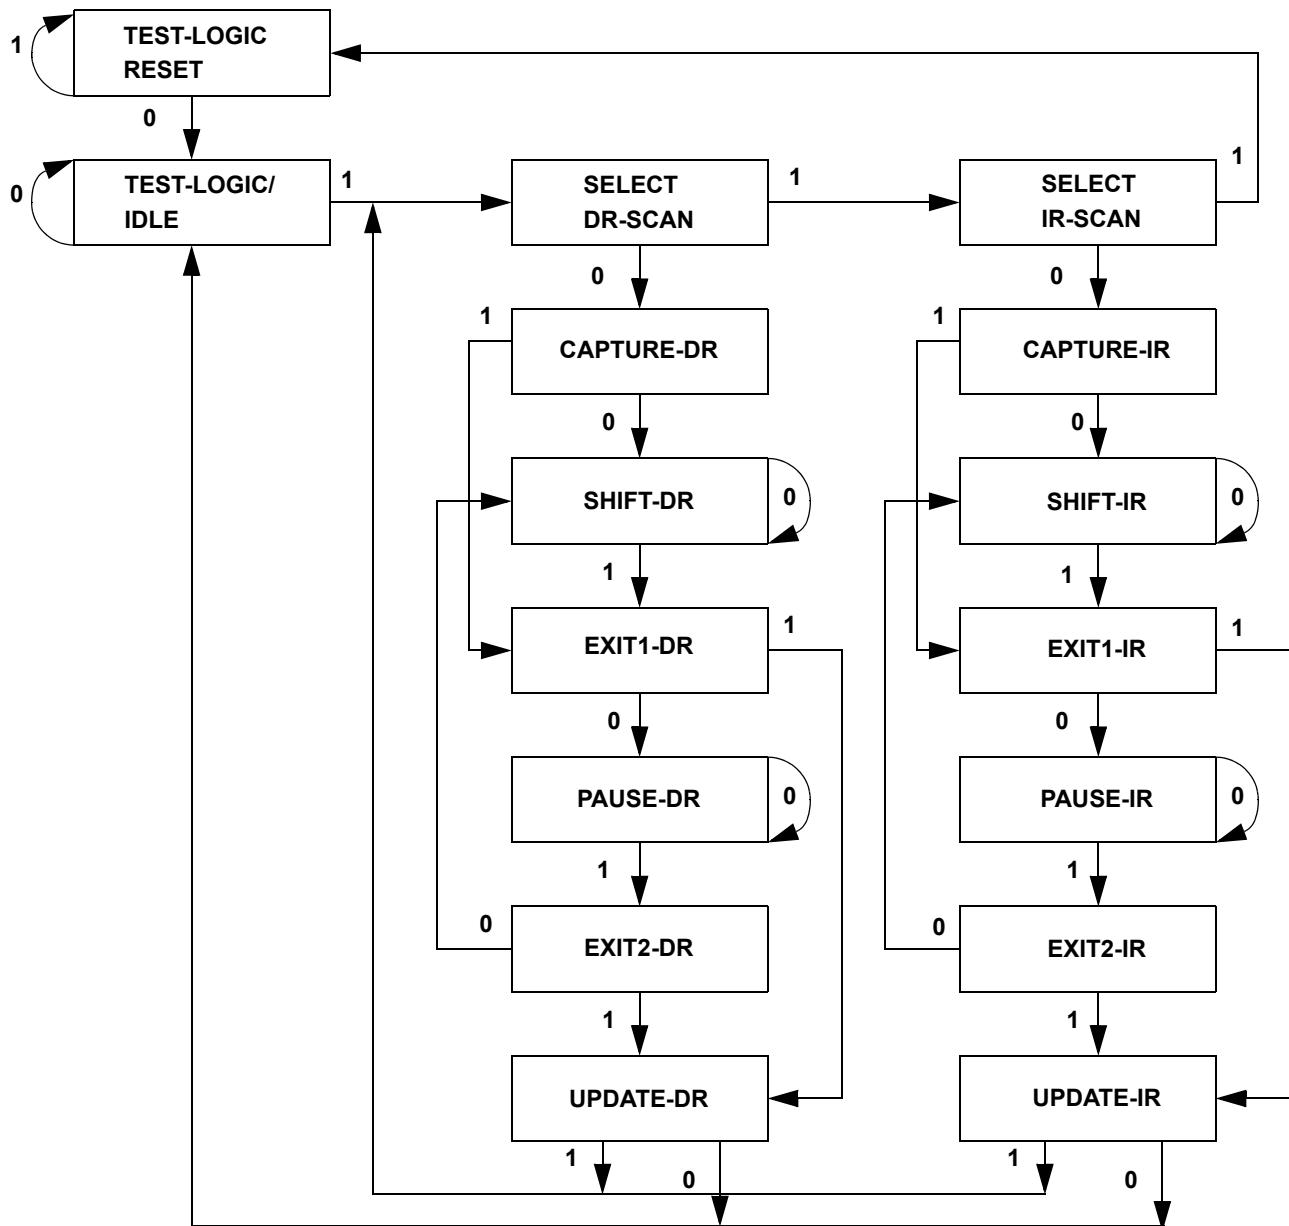 TEST-LOGIC
RESET
1
0
TEST-LOGIC/
IDLE
0
1
SELECT
DR-SCAN
1
SELECT
IR-SCAN
1
0
0
1
CAPTURE-DR
1
CAPTURE-IR
0
0
SHIFT-DR
0
SHIFT-IR
0
1
1
EXIT1-DR
1
EXIT1-IR
1
0
0
PAUSE-DR
0
PAUSE-IR
0
1
1
0
EXIT2-DR
0
EXIT2-IR
1
1
UPDATE-DR
UPDATE-IR
1
0
1
0